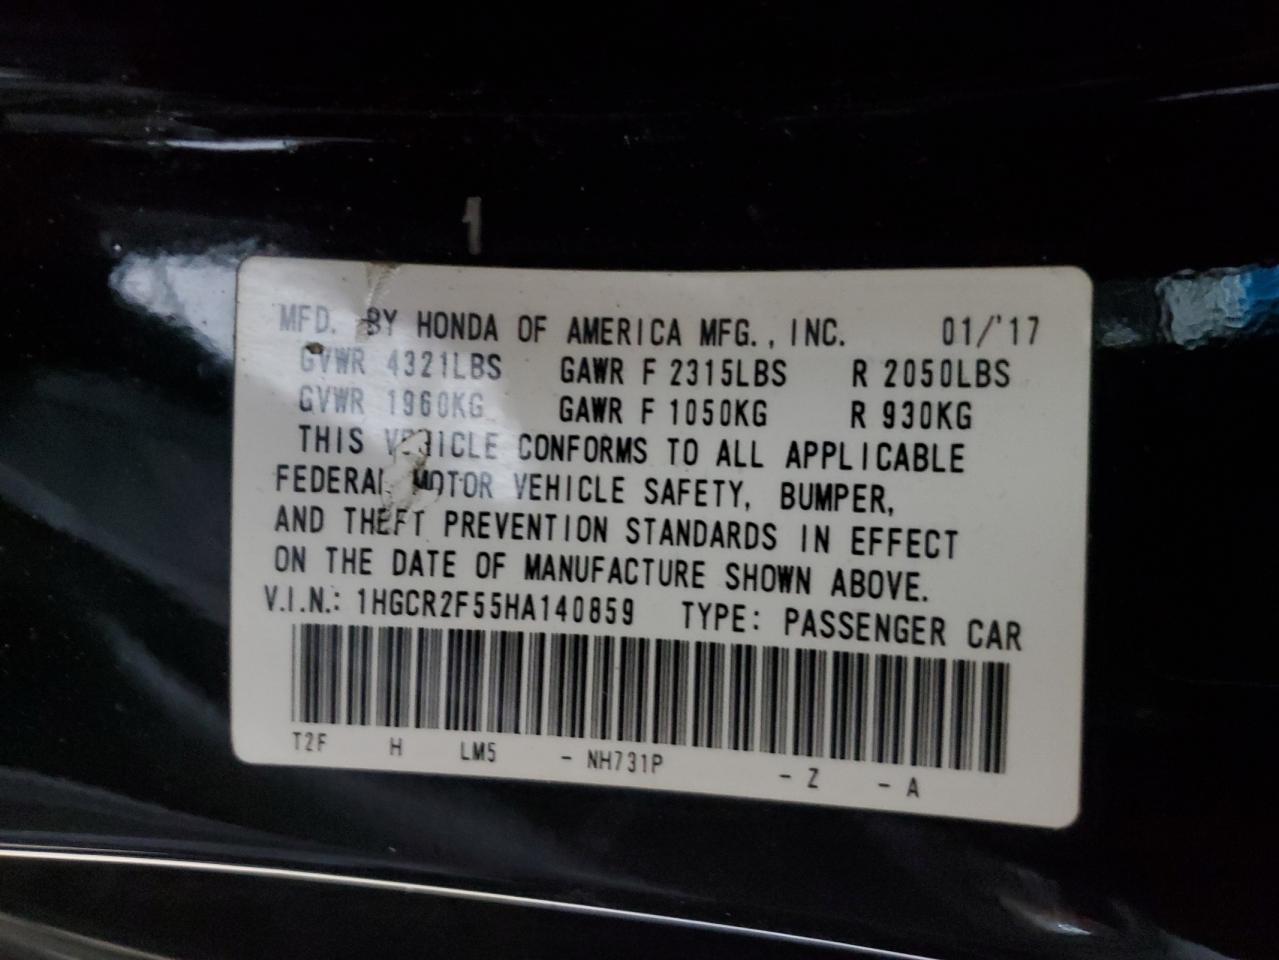 1
MFD. BY HONDA OF AMERICA MFG., INC. 01/'17
GVWR 4321LBS GAWR F 2315LBS R 2050LBS
GVWR 1960KG GAWR F 1050KG R 930KG
THIS VEHICLE CONFORMS TO ALL APPLICABLE
FEDERAL MOTOR VEHICLE SAFETY, BUMPER,
AND THEFT PREVENTION STANDARDS IN EFFECT
ON THE DATE OF MANUFACTURE SHOWN ABOVE.
V.I.N.: 1HGCR2F55HA140859 TYPE: PASSENGER CAR
T2F H LM5 - NH731P - Z - A